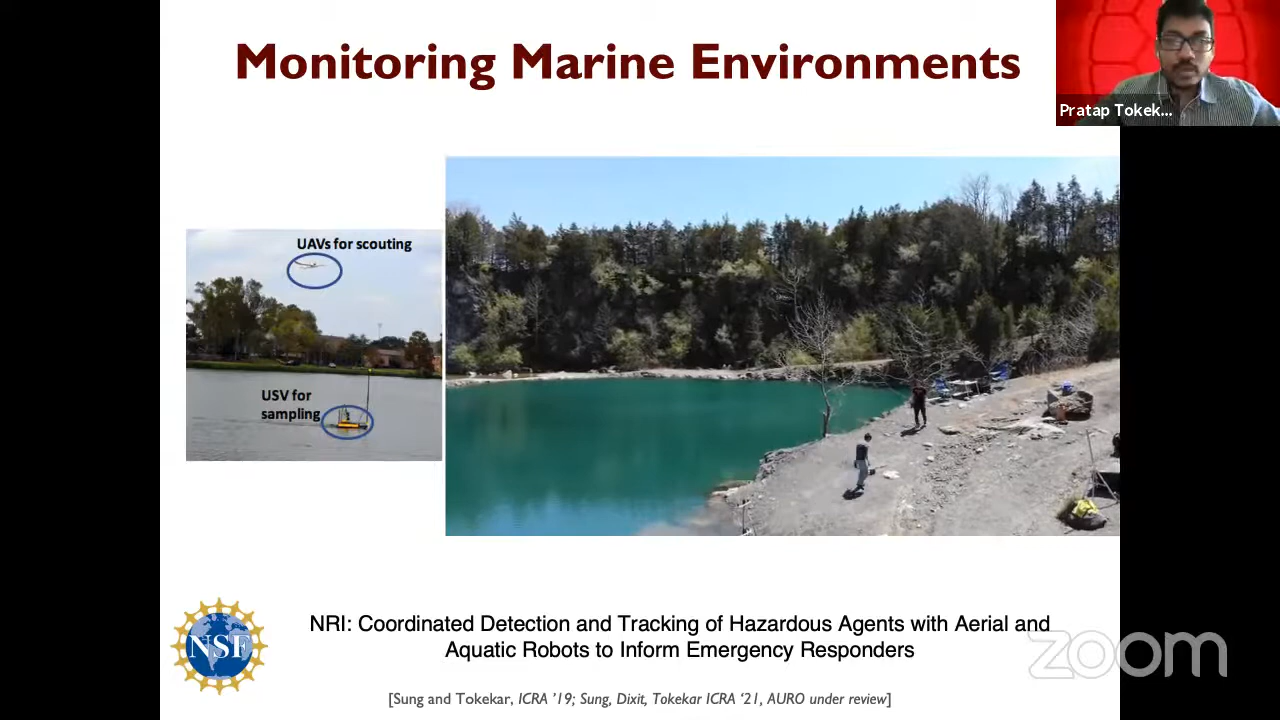 Monitoring Marine Environments
Pratap Tokek...
UAVs for scouting
USV for
sampling
NSF
NRI: Coordinated Detection and Tracking of Hazardous Agents with Aerial and
Aquatic Robots to Inform Emergency Responders
zoom
[Sung and Tokekar, ICRA '19; Sung, Dixit, Tokekar ICRA ‘21, AURO under review]